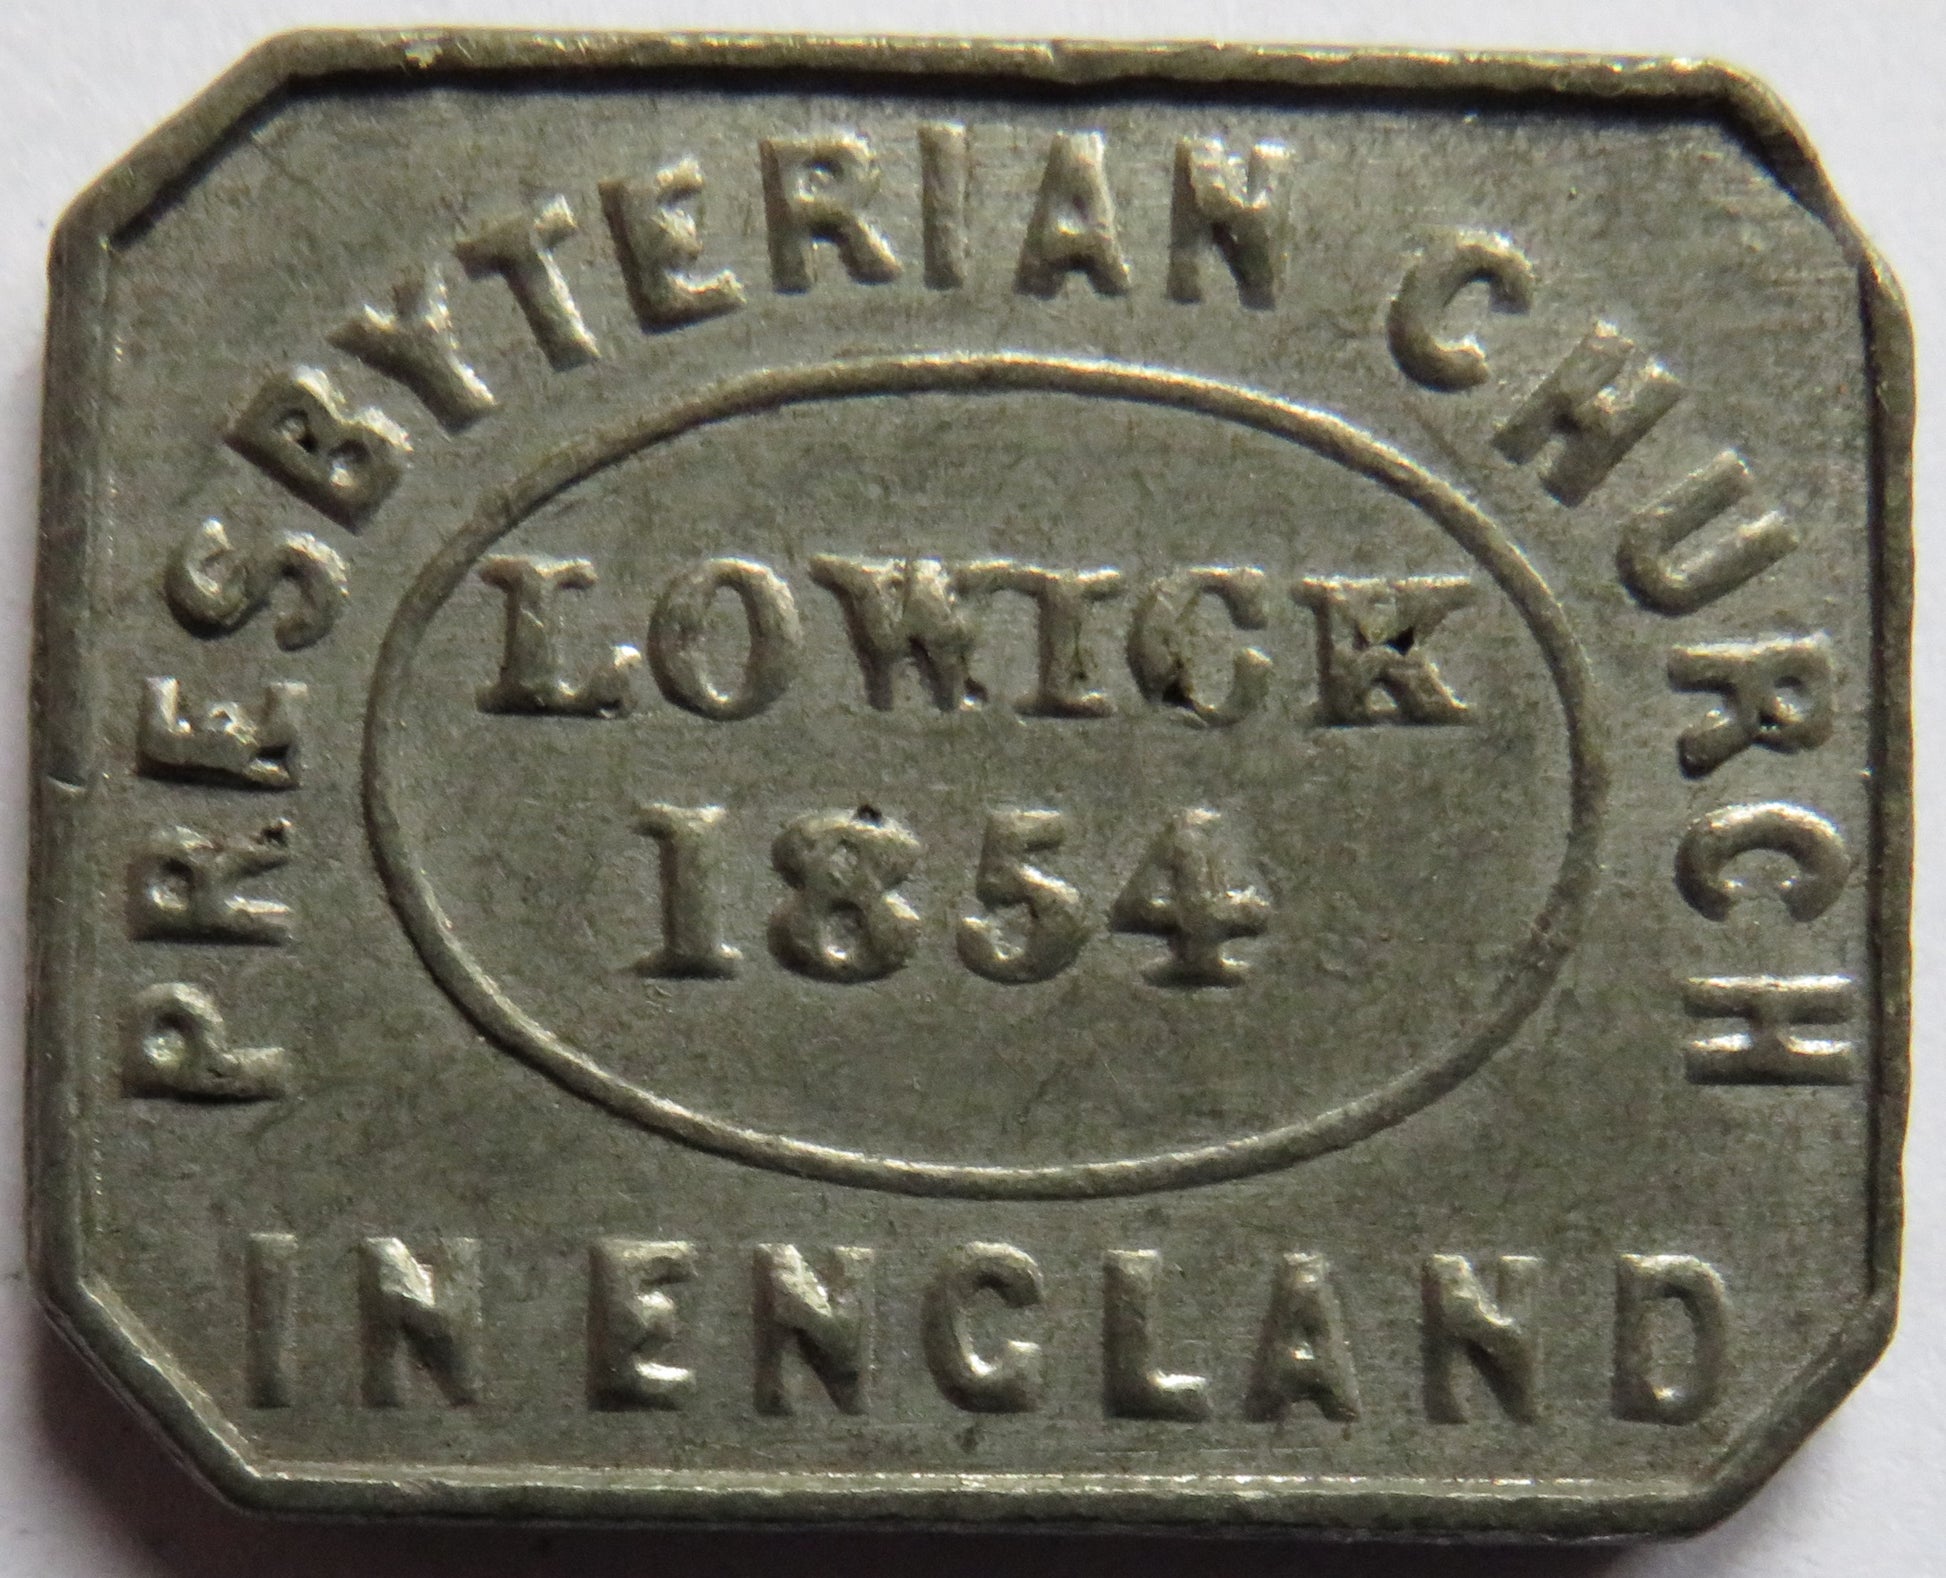 PRESBYTERIAN CHURCH
LOWICK
1854
IN ENGLAND